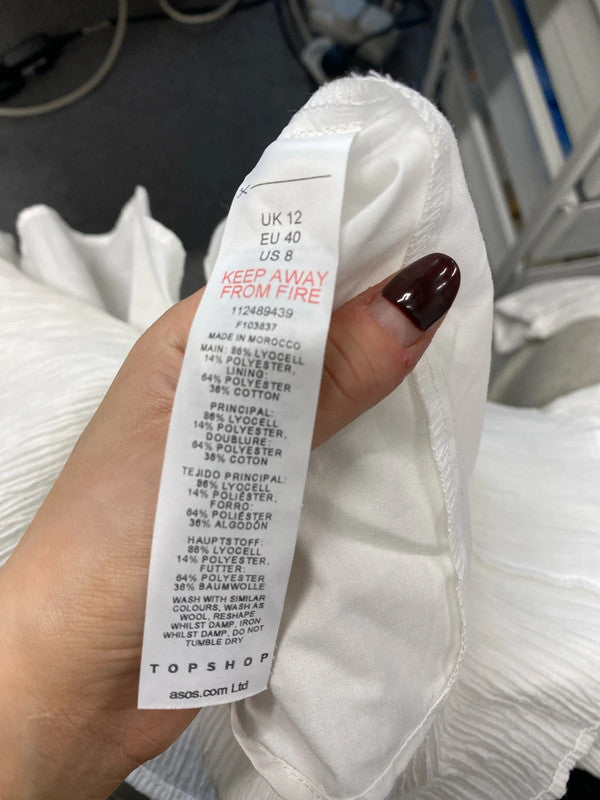 UK 12
EU 40
US 8
KEEP AWAY
FROM FIRE
112489439
F103637
MADE IN MOROCCO
MAIN: 86% LYOCELL
14% POLYESTER,
LINING:
64% POLYESTER
36% COTTON
PRINCIPAL:
86% LYOCELL
14% POLYESTER,
DOUBLURE:
64% POLYESTER
36% COTON
TEJIDO PRINCIPAL:
86% LYOCELL
14% POLIÉSTER,
FORRO:
64% POLIÉSTER
36% ALGODÓN
HAUPTSTOFF:
86% LYOCELL
14% POLYESTER,
FUTTER:
64% POLYESTER
36% BAUMWOLLE
WASH WITH SIMILAR
COLOURS, WASH AS
WOOL, RESHAPE
WHILST DAMP, IRON
WHILST DAMP, DO NOT
TUMBLE DRY
TOPSHOP
asos.com Ltd